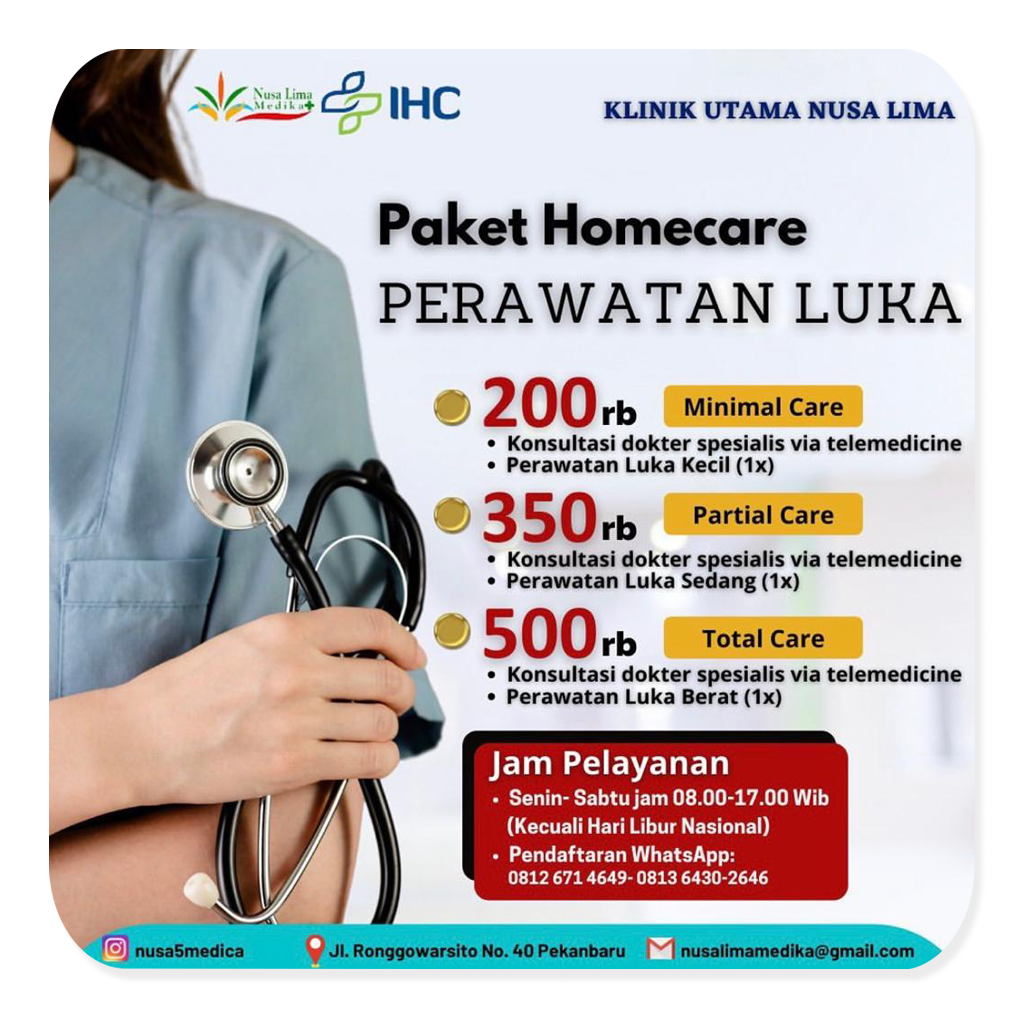 Nusa Lima
Medika
IHC
KLINIK UTAMA NUSA LIMA
Paket Homecare
PERAWATAN LUKA
200rb Minimal Care
• Konsultasi dokter spesialis via telemedicine
• Perawatan Luka Kecil (1x)
350rb Partial Care
• Konsultasi dokter spesialis via telemedicine
• Perawatan Luka Sedang (1x)
500rb Total Care
• Konsultasi dokter spesialis via telemedicine
• Perawatan Luka Berat (1x)
Jam Pelayanan
• Senin- Sabtu jam 08.00-17.00 Wib
(Kecuali Hari Libur Nasional)
• Pendaftaran WhatsApp:
0812 671 4649- 0813 6430-2646
nusa5medica Jl. Ronggowarsito No. 40 Pekanbaru nusalimamedika@gmail.com